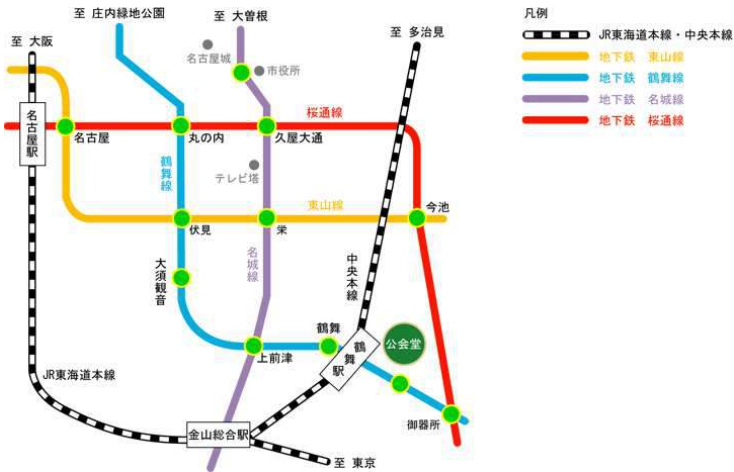 至 庄内緑地公園
至 大曽根
至 大阪
至 多治見
名古屋城
市役所
凡例
JR東海道本線・中央本線
地下鉄 東山線
地下鉄 鶴舞線
地下鉄 名城線
地下鉄 桜通線
名古屋駅
名古屋
丸の内
久屋大通
桜通線
鶴舞線
テレビ塔
東山線
今池
伏見
栄
大須観音
名城線
中央本線
鶴舞
上前津
鶴舞駅
公会堂
JR東海道本線
御器所
金山総合駅
至 東京